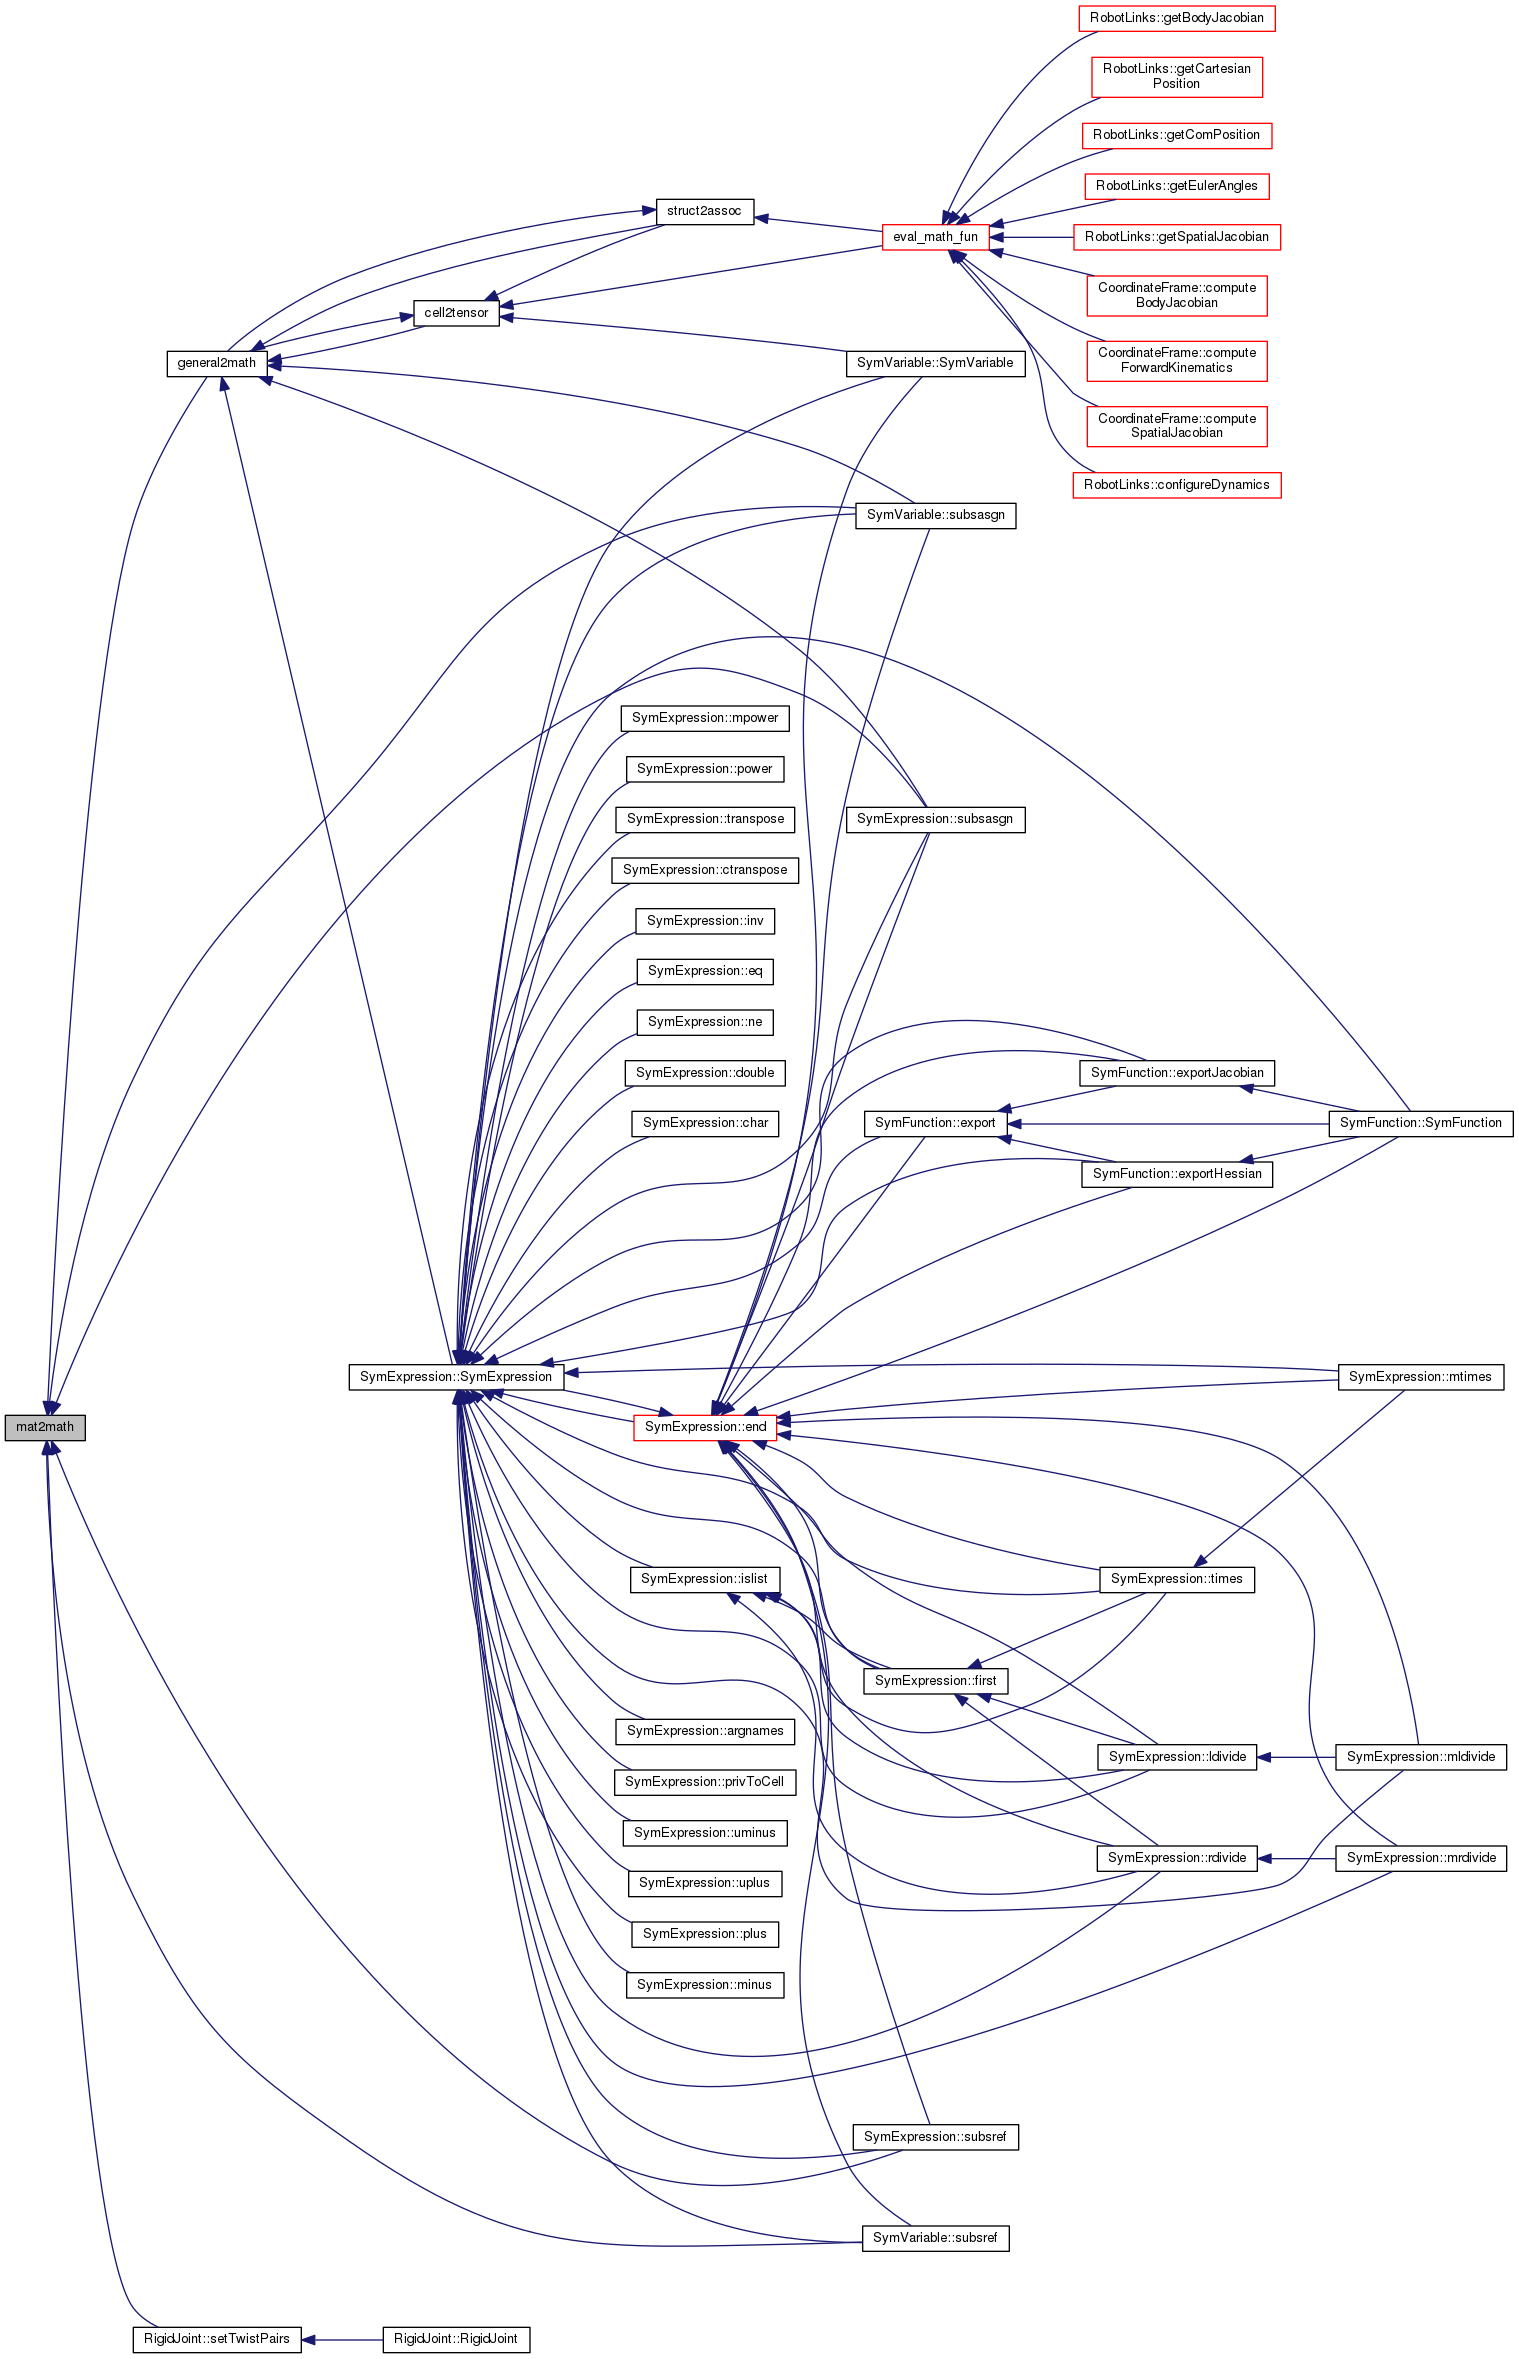 RobotLinks::getBodyJacobian
RobotLinks::getCartesian
Position
RobotLinks::getComPosition
RobotLinks::getEulerAngles
struct2assoc
eval_math_fun
RobotLinks::getSpatialJacobian
CoordinateFrame::compute
BodyJacobian
cell2tensor
general2math
SymVariable::SymVariable
CoordinateFrame::compute
ForwardKinematics
CoordinateFrame::compute
SpatialJacobian
RobotLinks::configureDynamics
SymVariable::subsasgn
SymExpression::mpower
SymExpression::power
SymExpression::transpose
SymExpression::subsasgn
SymExpression::ctranspose
SymExpression::inv
SymExpression::eq
SymExpression::ne
SymExpression::double
SymFunction::exportJacobian
SymExpression::char
SymFunction::export
SymFunction::SymFunction
SymFunction::exportHessian
SymExpression::SymExpression
SymExpression::mtimes
mat2math
SymExpression::end
SymExpression::islist
SymExpression::times
SymExpression::first
SymExpression::argnames
SymExpression::ldivide
SymExpression::mldivide
SymExpression::privToCell
SymExpression::uminus
SymExpression::rdivide
SymExpression::mrdivide
SymExpression::uplus
SymExpression::plus
SymExpression::minus
SymExpression::subsref
SymVariable::subsref
RigidJoint::setTwistPairs
RigidJoint::RigidJoint